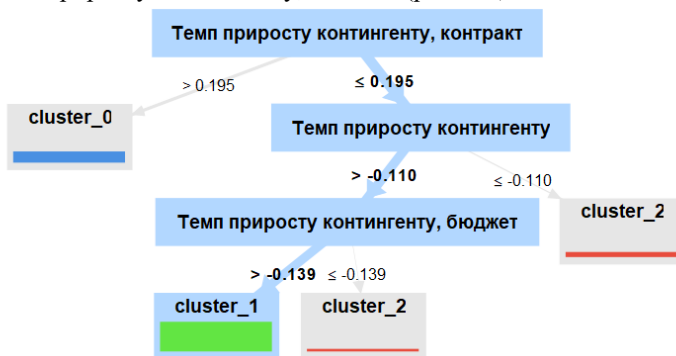 Темп приросту контингенту, контракт
> 0.195
≤ 0.195
cluster_0
Темп приросту контингенту
> -0.110
≤ -0.110
Темп приросту контингенту, бюджет
cluster_2
> -0.139
≤ -0.139
cluster_1
cluster_2